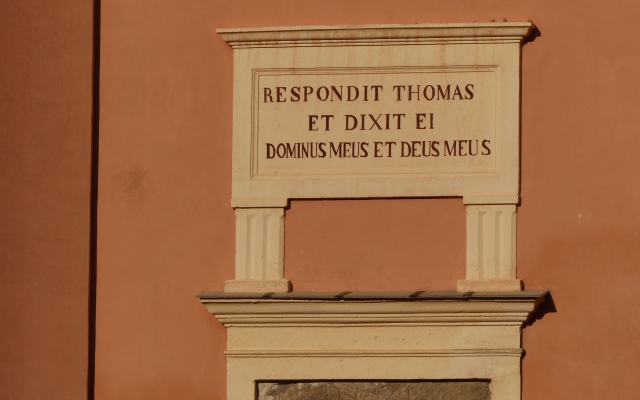 RESPONDIT THOMAS
ET DIXIT EI
DOMINUS MEUS ET DEUS MEUS